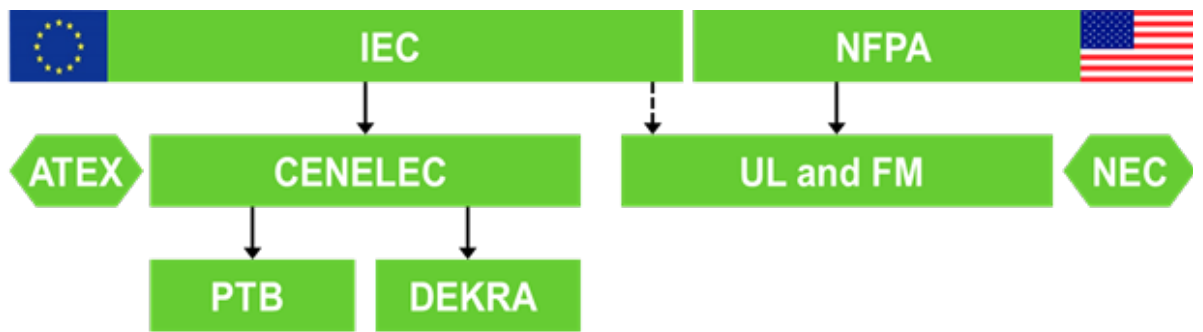 IEC
NFPA
ATEX
CENELEC
UL and FM
NEC
PTB
DEKRA